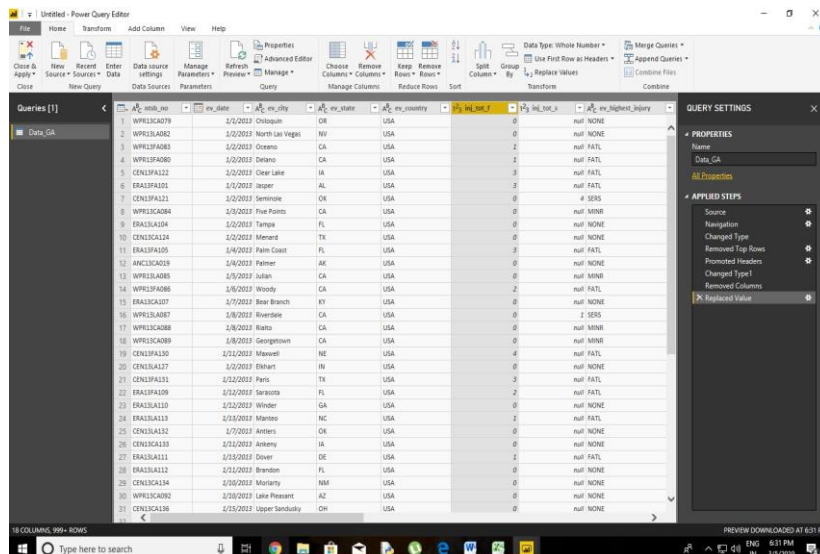 Untitled - Power Query Editor
File Home Transform Add Column View Help
Close & Apply New Source Recent Sources Enter Data Data source settings Manage Parameters Refresh Preview Properties Advanced Editor Manage Choose Columns Remove Columns Keep Rows Remove Rows Split Column Group By Data Type: Whole Number Use First Row as Headers Replace Values Merge Queries Append Queries Combine Files
Close New Query Data Sources Parameters Query Manage Columns Reduce Rows Sort Transform Combine
Queries [1]
Data_GA
ntsb_no ev_date ev_city ev_state ev_country inj_tot_f inj_tot_s ev_highest_injury
1 WPR13CA079 1/1/2013 Chiloquin OR USA 0 null NONE
2 WPR13LA082 1/2/2013 North Las Vegas NV USA 0 null NONE
3 WPR13FA083 1/2/2013 Oceano CA USA 1 null FATL
4 WPR13FA080 1/2/2013 Delano CA USA 1 null FATL
5 CEN13FA122 1/2/2013 Clear Lake IA USA 3 null FATL
6 ERA13FA101 1/1/2013 Jasper AL USA 3 null FATL
7 CEN13FA121 1/2/2013 Seminole OK USA 0 4 SERS
8 WPR13CA084 1/3/2013 Five Points CA USA 0 null MINR
9 ERA13LA104 1/2/2013 Tampa FL USA 0 null NONE
10 CEN13CA124 1/2/2013 Menard TX USA 0 null NONE
11 ERA13FA105 1/4/2013 Palm Coast FL USA 3 null FATL
12 ANC13CA019 1/4/2013 Palmer AK USA 0 null NONE
13 WPR13LA085 1/5/2013 Julian CA USA 0 null MINR
14 WPR13FA086 1/6/2013 Woody CA USA 2 null FATL
15 ERA13CA107 1/7/2013 Bear Branch KY USA 0 null NONE
16 WPR13LA087 1/8/2013 Riverdale CA USA 0 1 SERS
17 WPR13CA088 1/8/2013 Rialto CA USA 0 null MINR
18 WPR13CA089 1/8/2013 Georgetown CA USA 0 null MINR
19 CEN13FA130 1/11/2013 Maxwell NE USA 4 null FATL
20 CEN13LA127 1/2/2013 Elkhart IN USA 0 null NONE
21 CEN13FA131 1/12/2013 Paris TX USA 3 null FATL
22 ERA13FA109 1/12/2013 Sarasota FL USA 2 null FATL
23 ERA13LA110 1/12/2013 Winder GA USA 0 null NONE
24 ERA13LA113 1/13/2013 Manteo NC USA 1 null FATL
25 CEN13LA132 1/7/2013 Antlers OK USA 0 null NONE
26 CEN13CA133 1/11/2013 Ankeny IA USA 0 null NONE
27 ERA13LA111 1/13/2013 Dover DE USA 1 null FATL
28 ERA13LA112 1/11/2013 Brandon FL USA 0 null NONE
29 CEN13CA134 1/10/2013 Moriarty NM USA 0 null NONE
30 WPR13CA092 1/10/2013 Lake Pleasant AZ USA 0 null NONE
31 CEN13CA136 1/15/2013 Upper Sandusky OH USA 0 null NONE
QUERY SETTINGS
PROPERTIES
Name
Data_GA
All Properties
APPLIED STEPS
Source
Navigation
Changed Type
Removed Top Rows
Promoted Headers
Changed Type1
Removed Columns
Replaced Value
18 COLUMNS, 999+ ROWS
PREVIEW DOWNLOADED AT 6:31
Type here to search
ENG 6:31 PM
IN